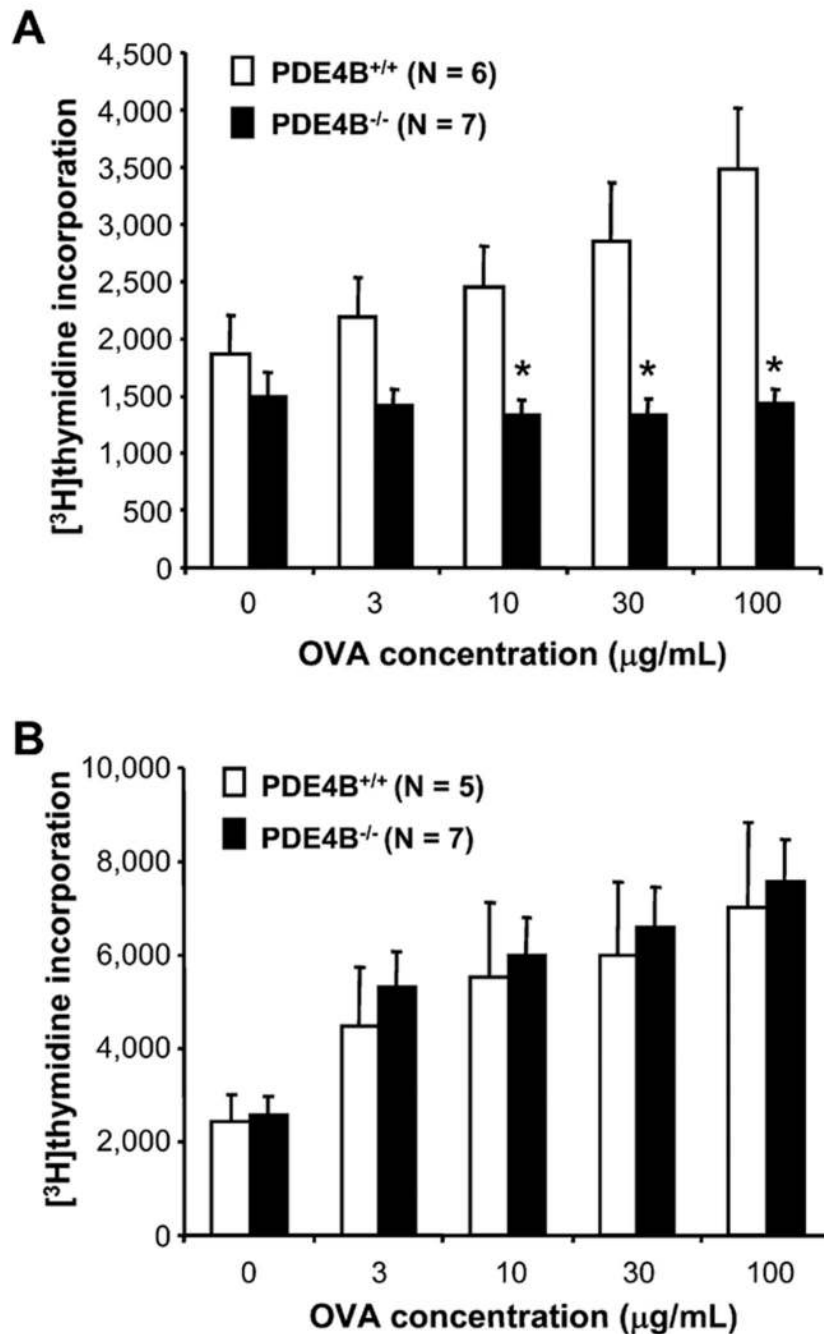 A
4,500
4,000
3,500
3,000
2,500
2,000
1,500
1,000
500
0
[³H]thymidine incorporation
PDE4B⁺/⁺ (N = 6)
PDE4B⁻/⁻ (N = 7)
* * *
0 3 10 30 100
OVA concentration (μg/mL)
B
10,000
8,000
6,000
4,000
2,000
0
[³H]thymidine incorporation
PDE4B⁺/⁺ (N = 5)
PDE4B⁻/⁻ (N = 7)
0 3 10 30 100
OVA concentration (μg/mL)